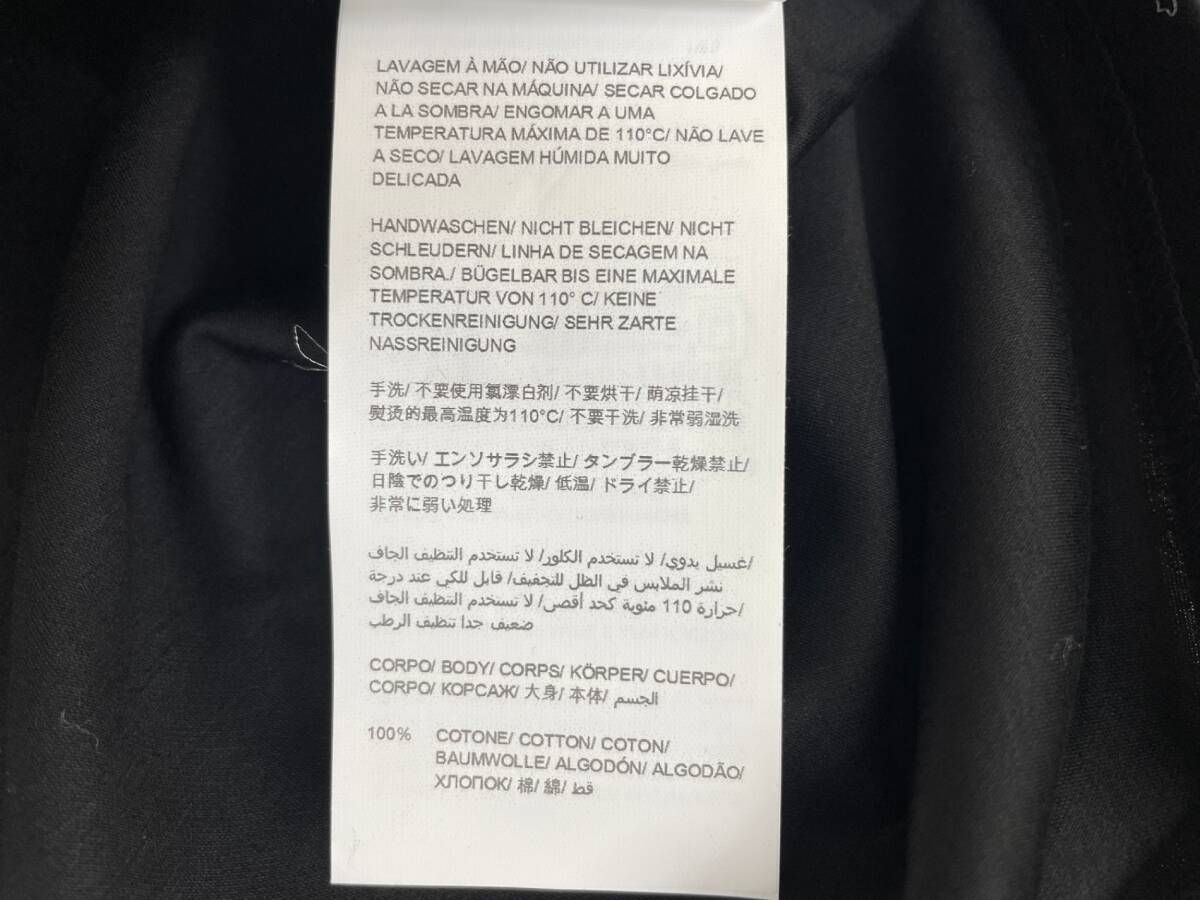 LAVAGEM À MÃO/ NÃO UTILIZAR LIXÍVIA/
NÃO SECAR NA MÁQUINA/ SECAR COLGADO
A LA SOMBRA/ ENGOMAR A UMA
TEMPERATURA MÁXIMA DE 110°C/ NÃO LAVE
A SECO/ LAVAGEM HÚMIDA MUITO
DELICADA
HANDWASCHEN/ NICHT BLEICHEN/ NICHT
SCHLEUDERN/ LINHA DE SECAGEM NA
SOMBRA./ BÜGELBAR BIS EINE MAXIMALE
TEMPERATUR VON 110° C/ KEINE
TROCKENREINIGUNG/ SEHR ZARTE
NASSREINIGUNG
手洗/ 不要使用氯漂白剂/ 不要烘干/ 荫凉挂干/
熨烫的最高温度为110°C/ 不要干洗/ 非常弱湿洗
手洗い/ エンソサラシ禁止/ タンブラー乾燥禁止/
日陰でのつり干し乾燥/ 低温/ ドライ禁止/
非常に弱い処理
غسيل يدوي/ لا تستخدم الكلور/ لا تستخدم التنظيف الجاف/
نشر الملابس في الظل للتجفيف/ قابل للكي عند درجة
حرارة 110 مئوية كحد أقصى/ لا تستخدم التنظيف الجاف/
ضعيف جدا تنظيف الرطب
CORPO/ BODY/ CORPS/ KÖRPER/ CUERPO/
CORPO/ КОРСАЖ/ 大身/ 本体/ الجسم
100% COTONE/ COTTON/ COTON/
BAUMWOLLE/ ALGODÓN/ ALGODÃO/
ХЛОПОК/ 棉/ 綿/ قط